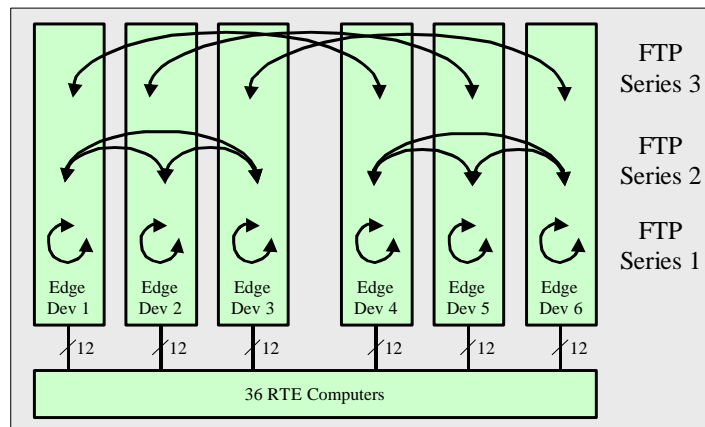 FTP
Series 3
FTP
Series 2
FTP
Series 1
Edge
Dev 1
Edge
Dev 2
Edge
Dev 3
Edge
Dev 4
Edge
Dev 5
Edge
Dev 6
12
12
12
12
12
12
36 RTE Computers